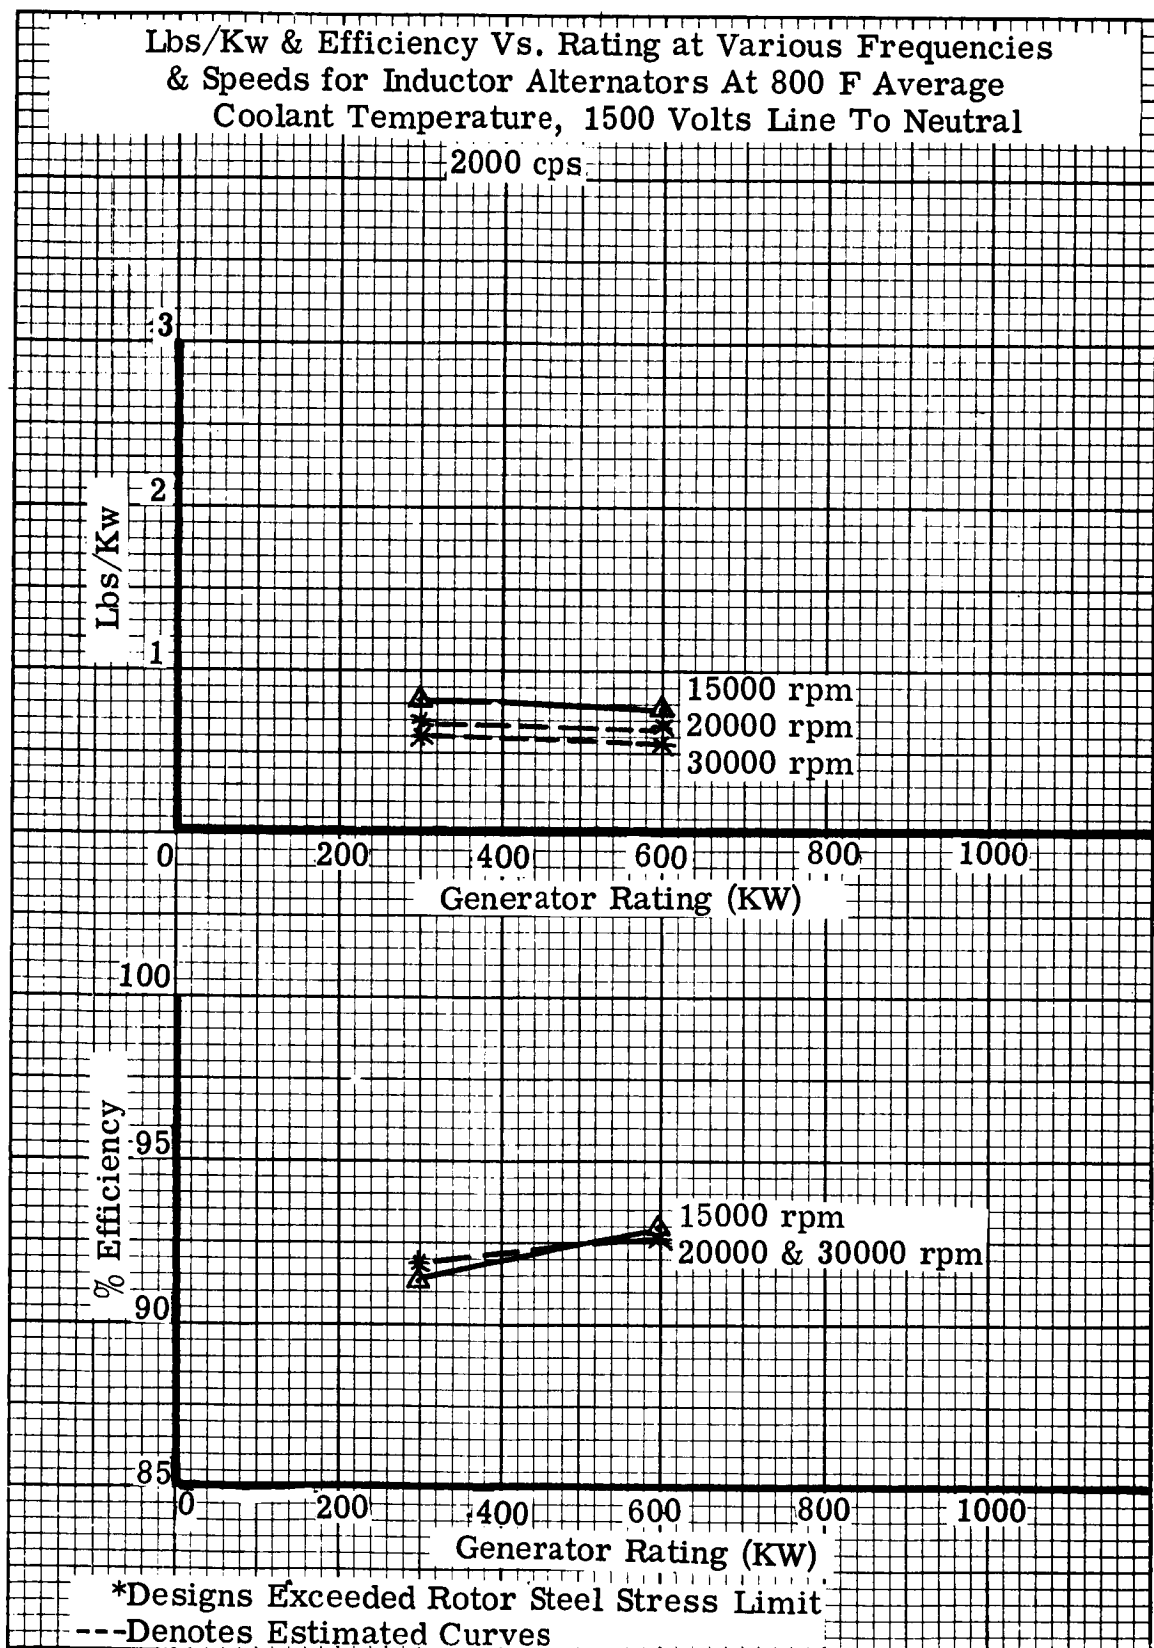 Lbs/Kw & Efficiency Vs. Rating at Various Frequencies
& Speeds for Inductor Alternators At 800 F Average
Coolant Temperature, 1500 Volts Line To Neutral
2000 cps
3
2
1
Lbs/Kw
15000 rpm
20000 rpm
30000 rpm
0 200 400 600 800 1000
Generator Rating (KW)
100
95
90
85
% Efficiency
15000 rpm
20000 & 30000 rpm
0 200 400 600 800 1000
Generator Rating (KW)
*Designs Exceeded Rotor Steel Stress Limit
---Denotes Estimated Curves